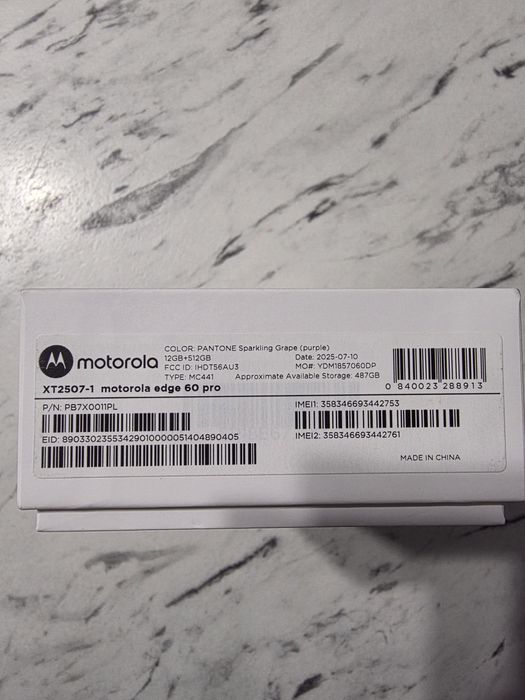 COLOR: PANTONE Sparkling Grape (purple)
motorola
12GB+512GB
Date: 2025-07-10
FCC ID: IHDT56AU3
MO#: YDM1857060DP
TYPE: MC441
Approximate Available Storage: 487GB
0 840023 288913
XT2507-1 motorola edge 60 pro
P/N: PB7X0011PL
IMEI1: 358346693442753
EID: 89033023553429010000051404890405
IMEI2: 358346693442761
MADE IN CHINA